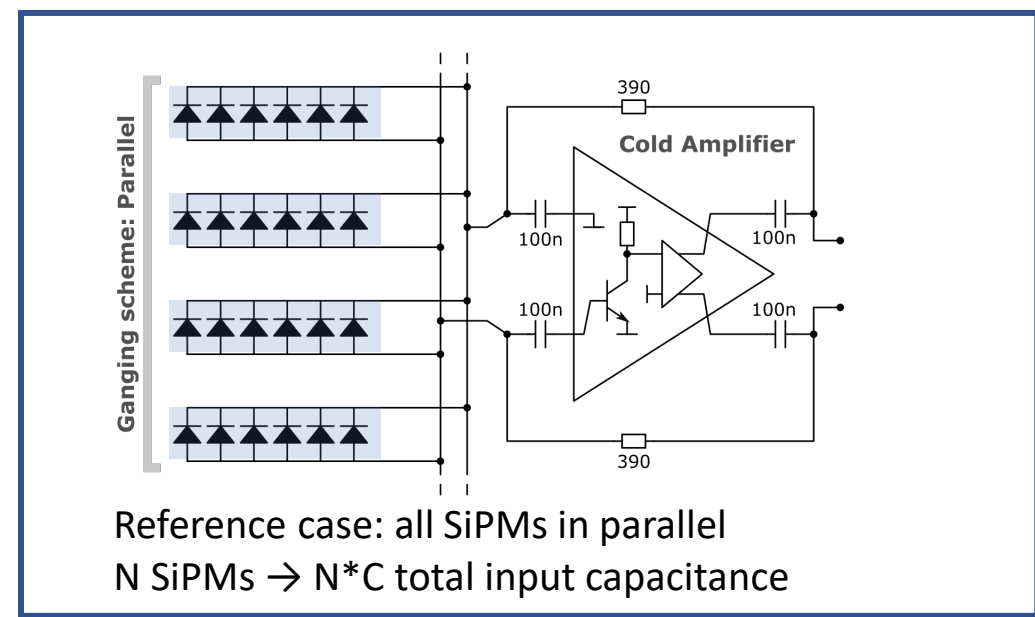 Ganging scheme: Parallel
390
Cold Amplifier
100n
100n
100n
100n
390
Reference case: all SiPMs in parallel
N SiPMs → N*C total input capacitance